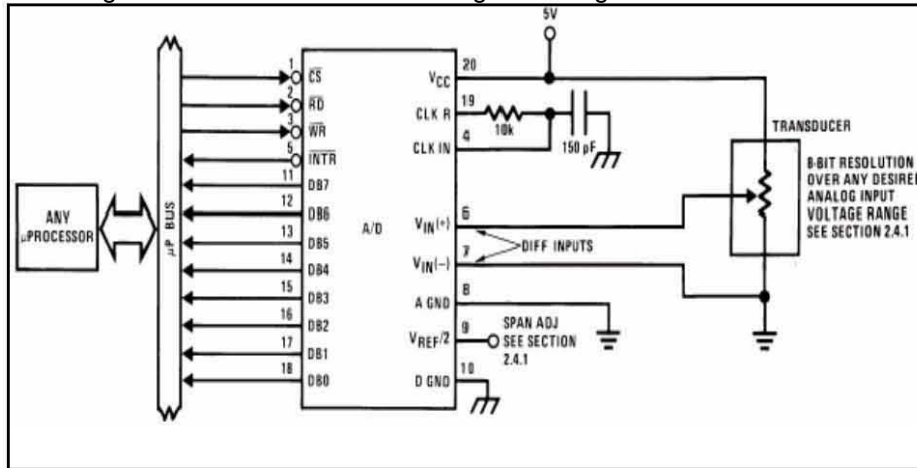 5V
1
CS
2
RD
3
WR
5
INTR
11
DB7
12
DB6
13
DB5
14
DB4
15
DB3
16
DB2
17
DB1
18
DB0
ANY
μPROCESSOR
μP BUS
A/D
20
VCC
19
CLK R
10k
4
CLK IN
150 pF
6
VIN(+)
DIFF INPUTS
7
VIN(−)
8
A GND
9
VREF/2
SPAN ADJ
SEE SECTION
2.4.1
10
D GND
TRANSDUCER
8-BIT RESOLUTION
OVER ANY DESIRED
ANALOG INPUT
VOLTAGE RANGE
SEE SECTION 2.4.1